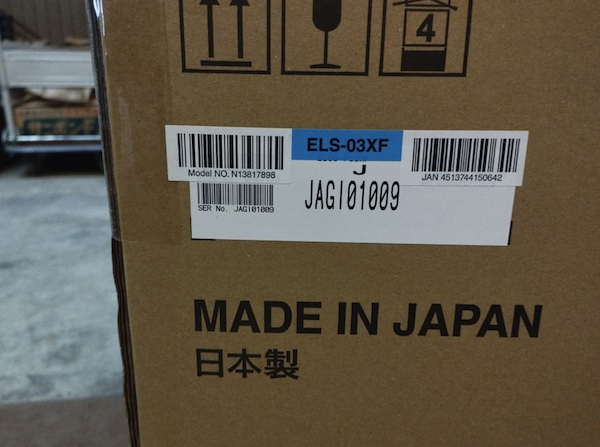 4
ELS-03XF
Model NO. N13817898
JAN 4513744150642
J
SER No. JAGI01009
JAGI01009
MADE IN JAPAN
日本製